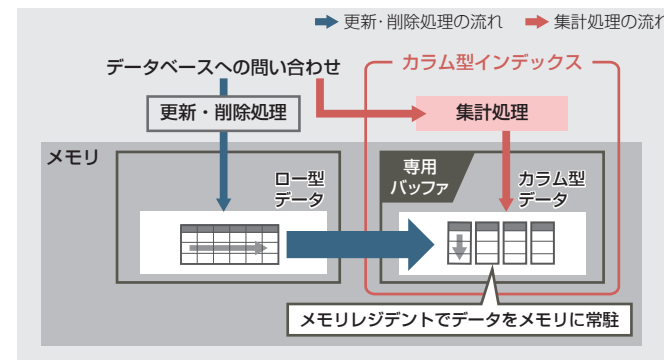 更新・削除処理の流れ
集計処理の流れ
データベースへの問い合わせ
カラム型インデックス
更新・削除処理
集計処理
メモリ
ロー型
データ
専用
バッファ
カラム型
データ
メモリレジデントでデータをメモリに常駐